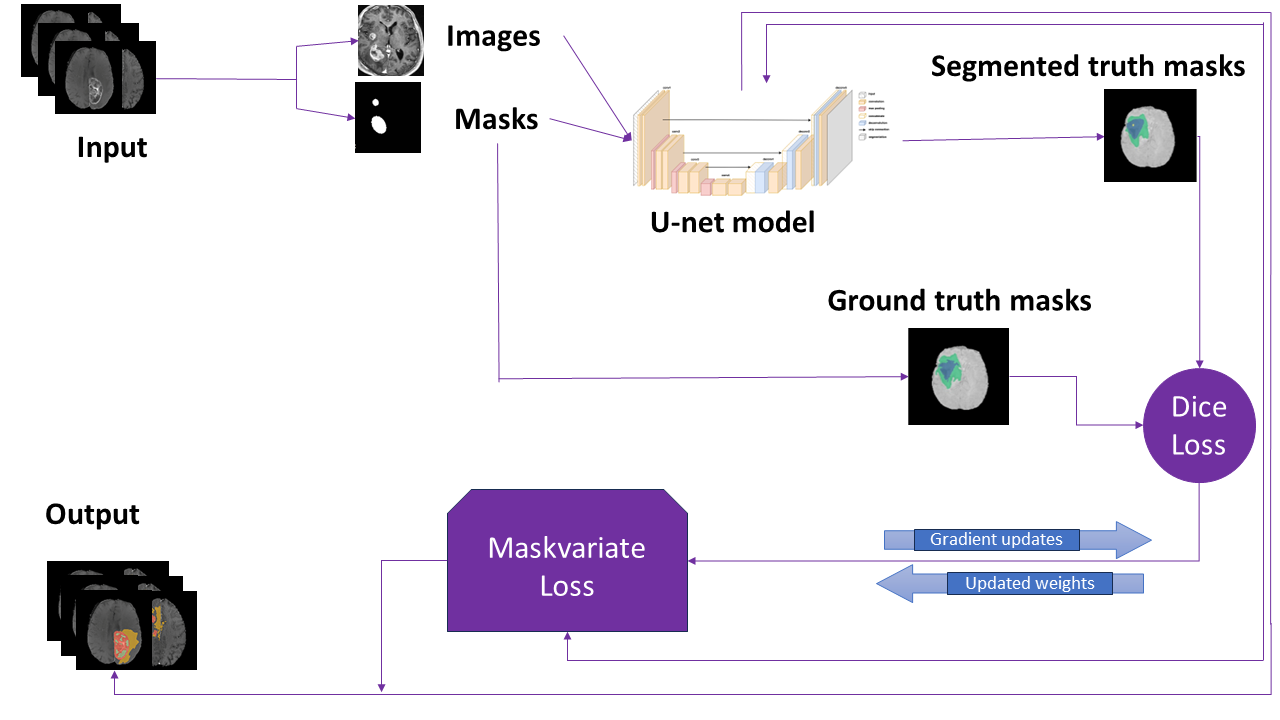 Input
Images
Masks
U-net model
Segmented truth masks
Ground truth masks
Dice
Loss
Output
Maskvariate
Loss
Gradient updates
Updated weights